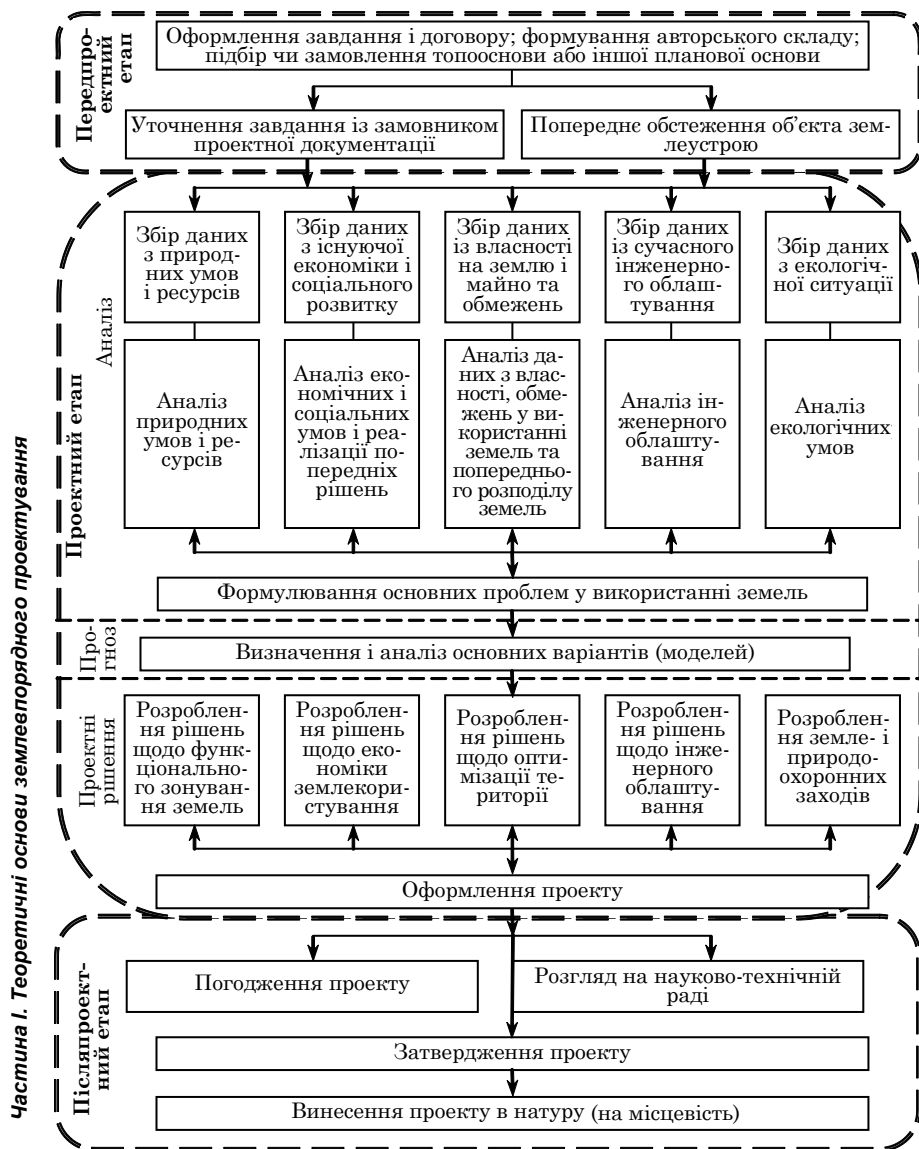 Частина I. Теоретичні основи землевпорядного проектування
Передпро-
ектний
етап
Оформлення завдання і договору; формування авторського складу;
підбір чи замовлення топооснови або іншої планової основи
Уточнення завдання із замовником
проектної документації
Попереднє обстеження об’єкта зем-
леустрою
Проектний етап
Аналіз
Збір даних
з природ-
них умов
і ресурсів
Збір даних
з існуючої
економіки і
соціального
розвитку
Збір даних
із власності
на землю і
майно та
обмежень
Збір даних
із сучасного
інженерно-
го облаш-
тування
Збір даних
з екологіч-
ної ситуації
Аналіз
природних
умов і ре-
сурсів
Аналіз еко-
номічних і
соціальних
умов і реа-
лізації по-
передніх
рішень
Аналіз да-
них з влас-
ності, обме-
жень у ви-
користанні
земель та
попередньо-
го розподілу
земель
Аналіз ін-
женерного
облашту-
вання
Аналіз
екологічних
умов
Формулювання основних проблем у використанні земель
Про-
гноз
Визначення і аналіз основних варіантів (моделей)
Проектні
рішення
Розроблен-
ня рішень
щодо функ-
ціонально-
го зонуван-
ня земель
Розроблен-
ня рішень
щодо еко-
номіки
землекори-
стування
Розроблен-
ня рішень
щодо опти-
мізації те-
риторії
Розроблен-
ня рішень
щодо інже-
нерного
облашту-
вання
Розроблен-
ня земле- і
природо-
охоронних
заходів
Оформлення проекту
Післяпроект-
ний етап
Погодження проекту
Розгляд на науково-технічній
раді
Затвердження проекту
Винесення проекту в натуру (на місцевість)